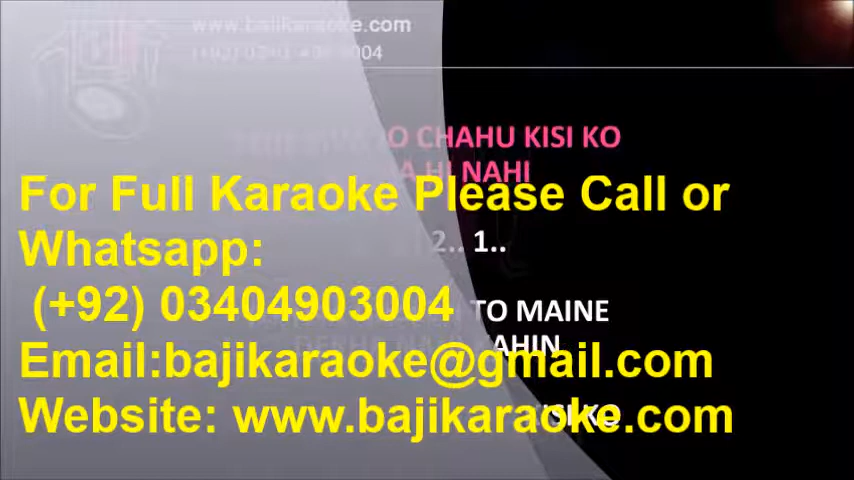 www.bajikaraoke.com
O CHAHU KISI KO
HI NAHI
For Full Karaoke Please Call or
Whatsapp:
2.. 1..
(+92) 03404903004
TO MAINE
Email:bajikaraoke@gmail.com
Website: www.bajikaraoke.com